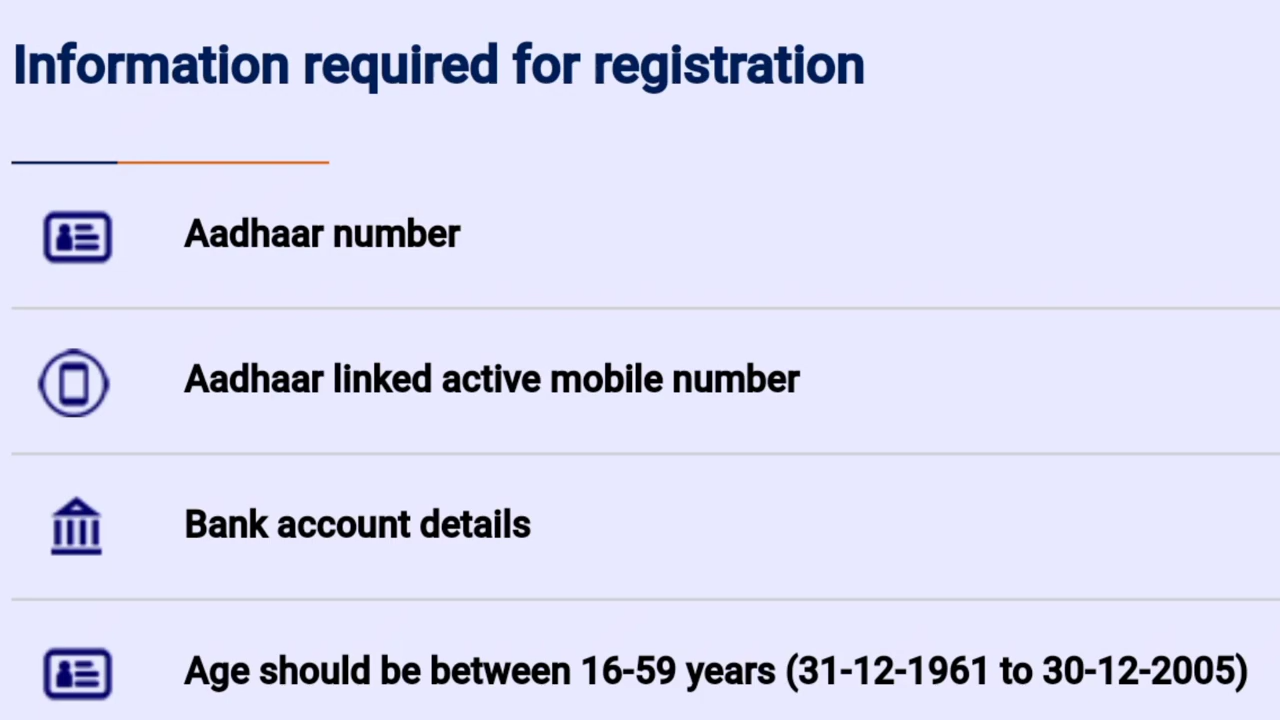 Information required for registration
Aadhaar number
Aadhaar linked active mobile number
Bank account details
Age should be between 16-59 years (31-12-1961 to 30-12-2005)